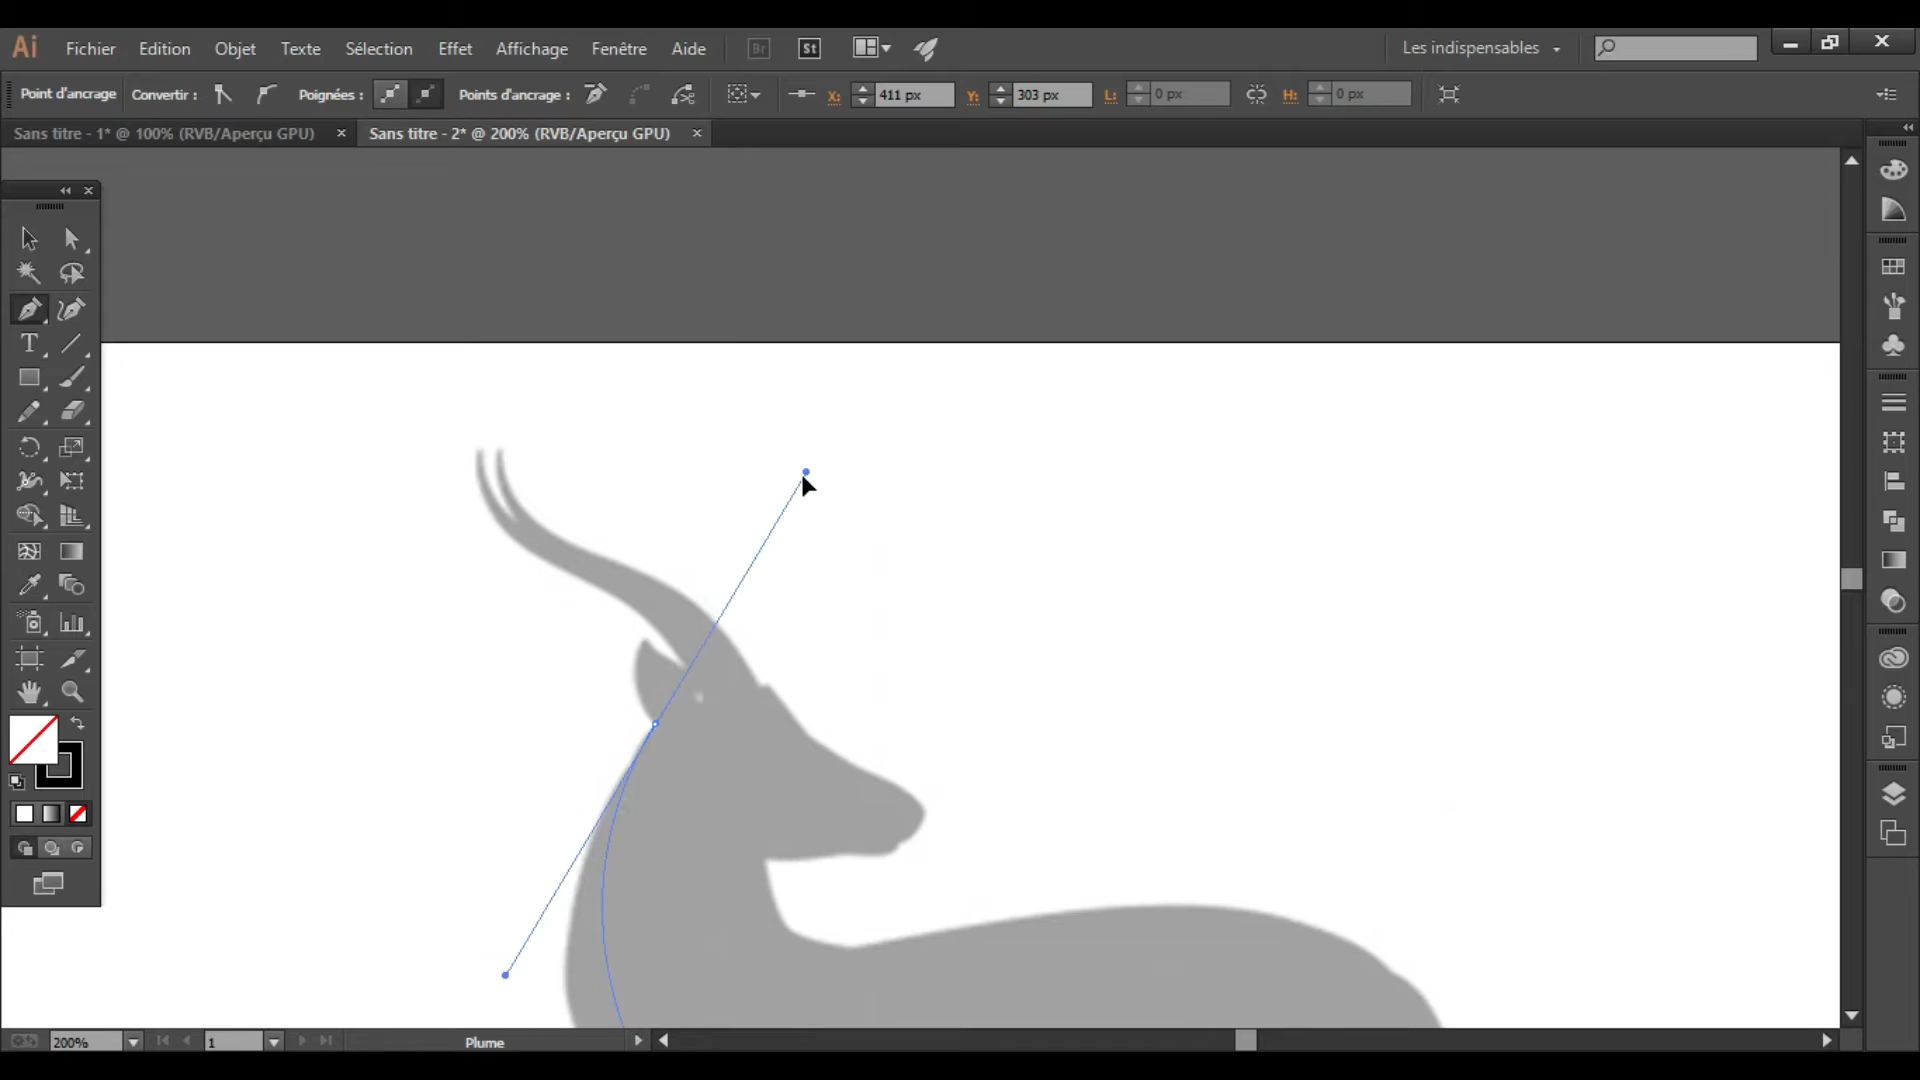 Ai Fichier Edition Objet Texte Sélection Effet Affichage Fenêtre Aide Br St Les indispensables
Point d'ancrage Convertir : Poignées : Points d'ancrage : X: 411 px Y: 303 px L: 0 px H: 0 px
Sans titre - 1* @ 100% (RVB/Aperçu GPU) Sans titre - 2* @ 200% (RVB/Aperçu GPU)
T
200% 1 Plume